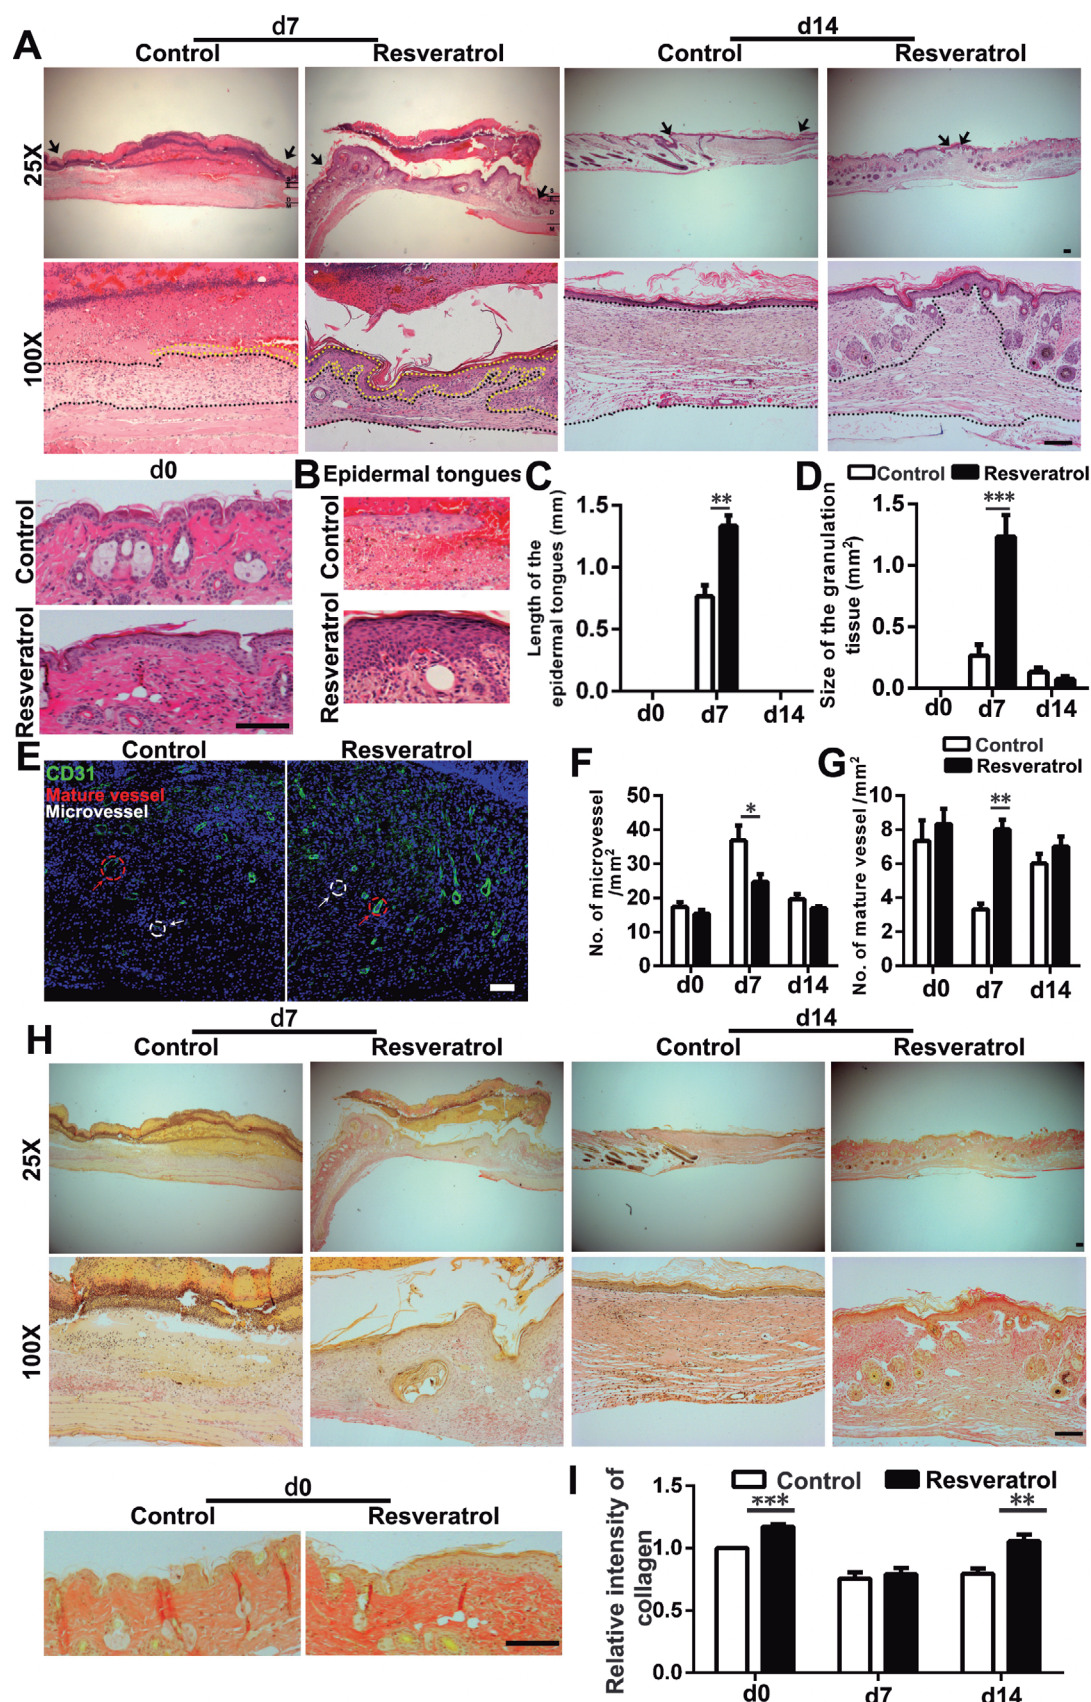 A
d7
d14
Control
Resveratrol
Control
Resveratrol
25X
S
E
D
M
100X
d0
Control
Resveratrol
B Epidermal tongues
Control
Resveratrol
C
Length of the
epidermal tongues (mm)
1.5
1.0
0.5
0.0
**
d0 d7 d14
D
Control Resveratrol
Size of the granulation
tissue (mm²)
1.5
1.0
0.5
0.0
***
d0 d7 d14
E
Control
Resveratrol
CD31
Mature vessel
Microvessel
F
No. of microvessel
/mm²
50
40
30
20
10
0
*
d0 d7 d14
G
Control
Resveratrol
No. of mature vessel /mm²
10
8
6
4
2
0
**
d0 d7 d14
H
d7
d14
Control
Resveratrol
Control
Resveratrol
25X
100X
d0
Control
Resveratrol
I
Control Resveratrol
Relative intensity of
collagen
1.5
1.0
0.5
0.0
***
**
d0 d7 d14